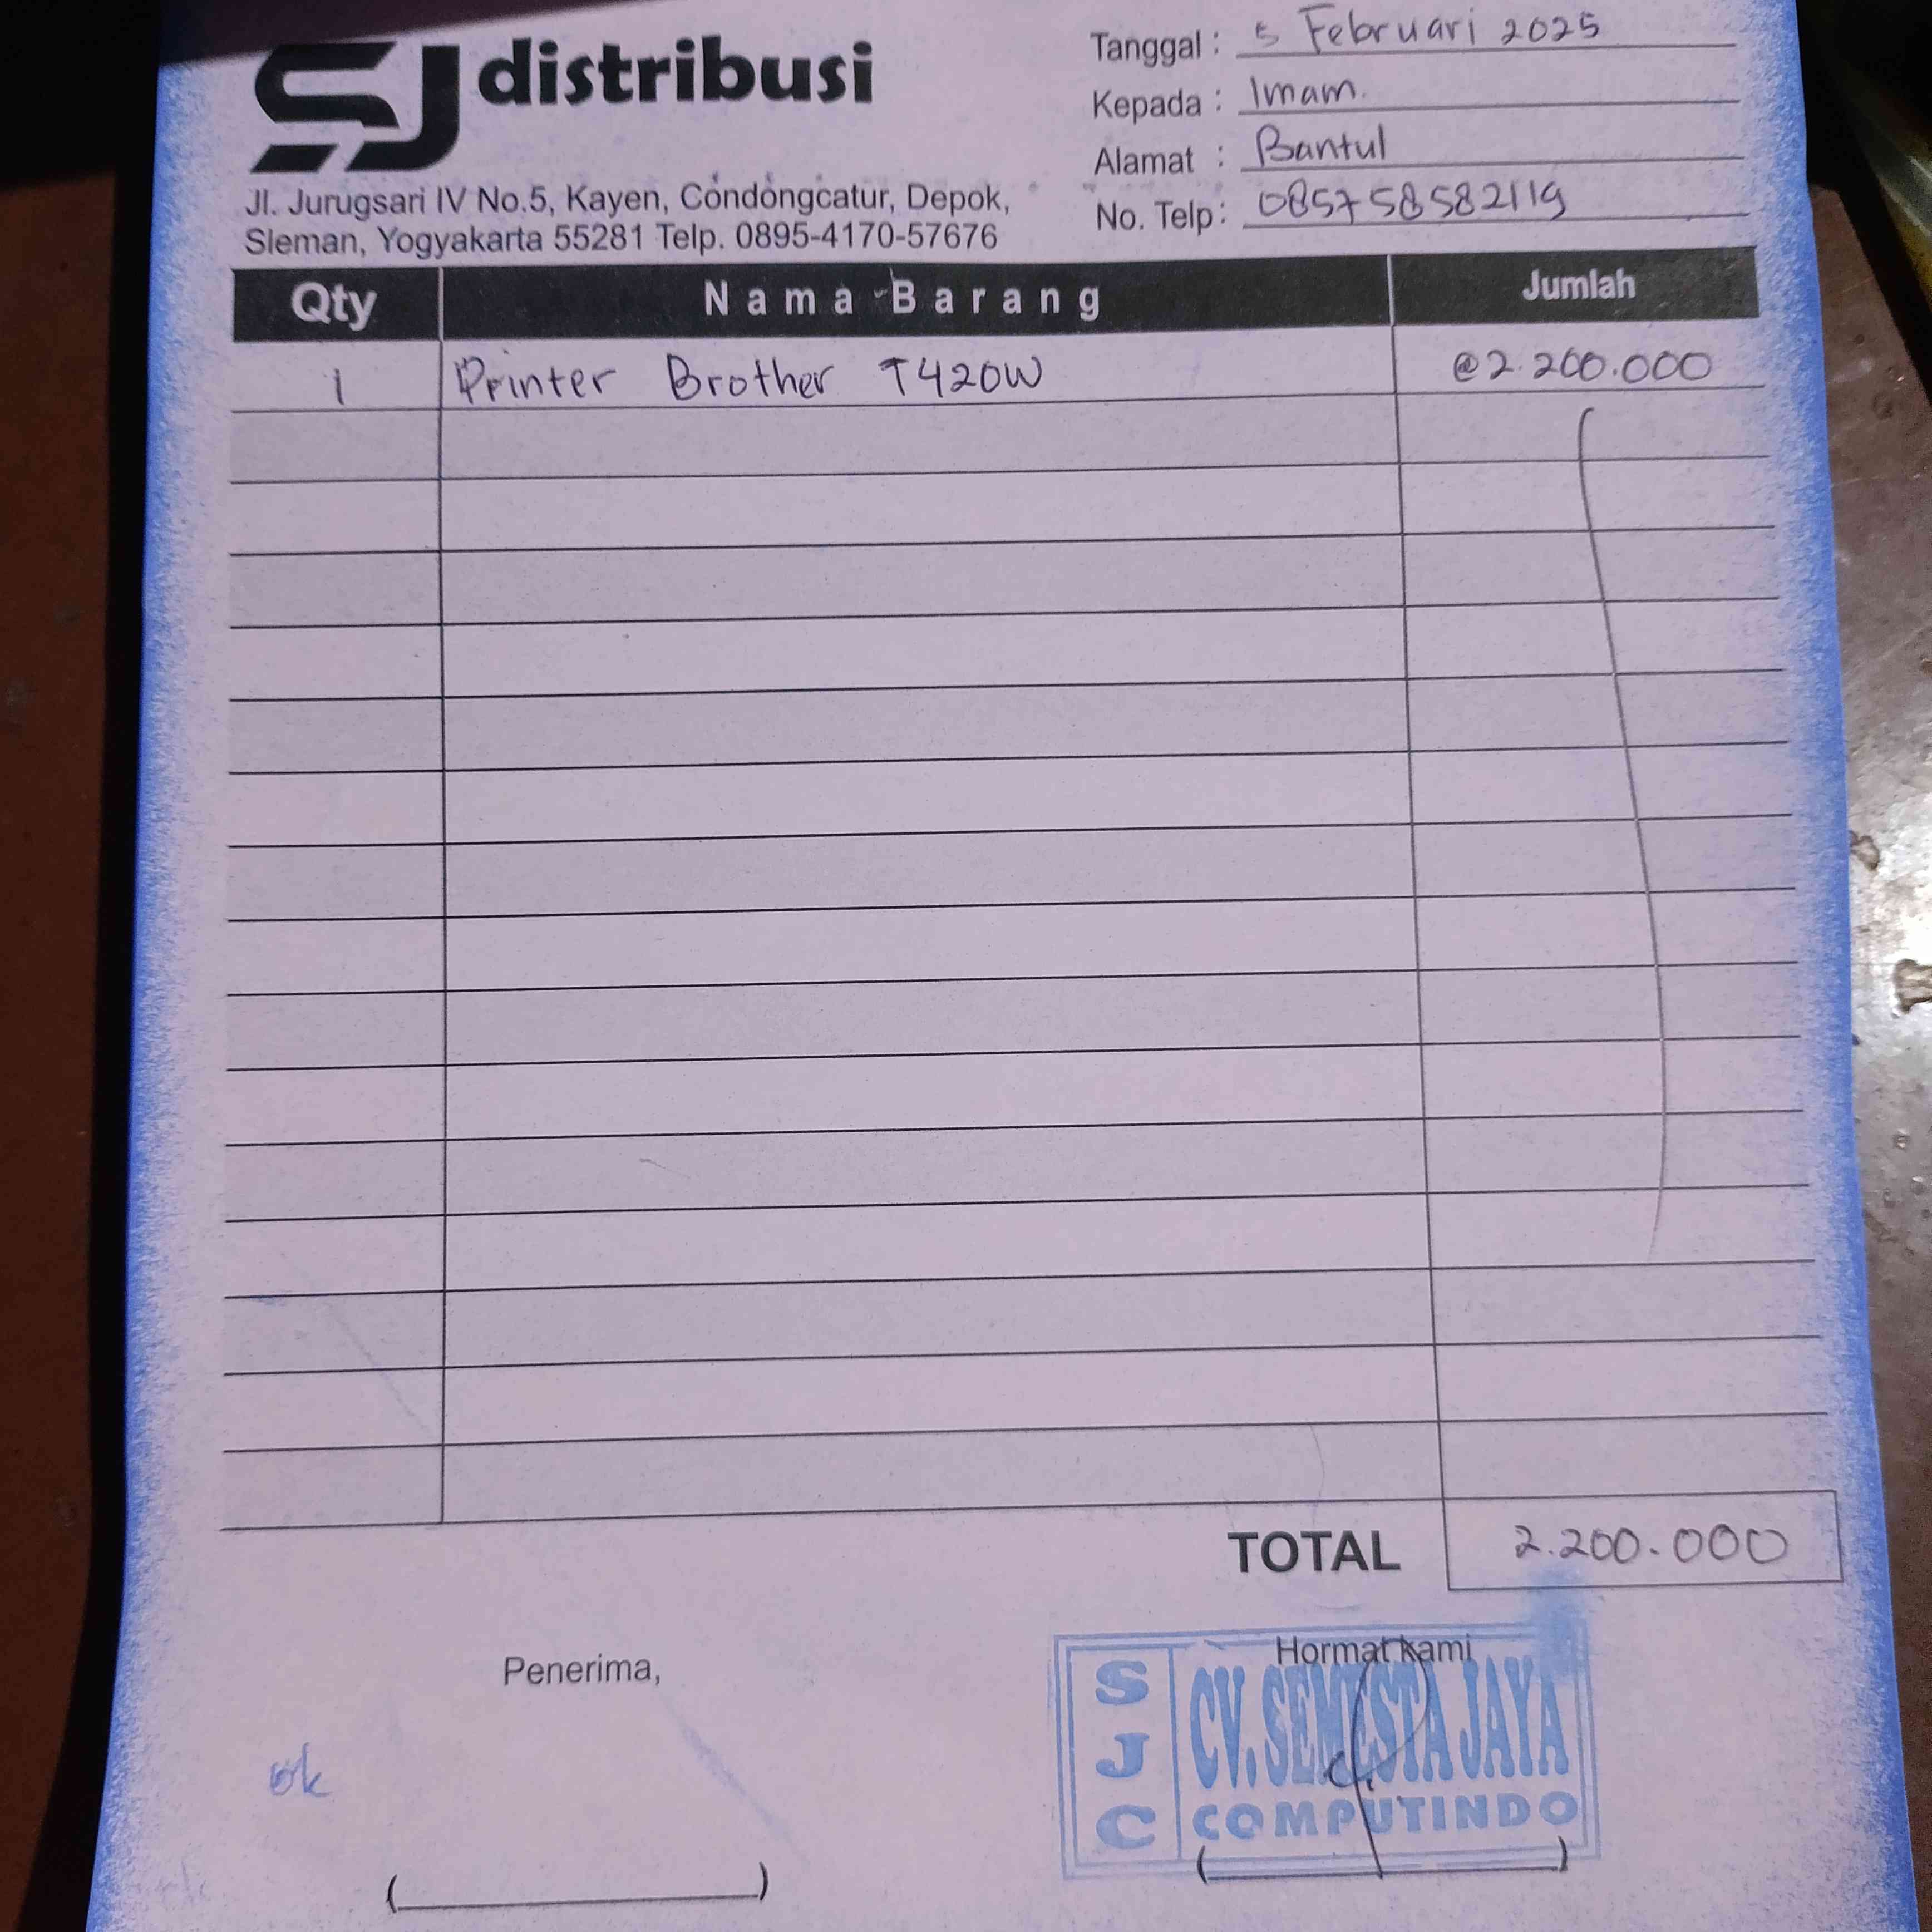 SJ distribusi
Jl. Jurugsari IV No.5, Kayen, Condongcatur, Depok,
Sleman, Yogyakarta 55281 Telp. 0895-4170-57676
Tanggal : 5 Februari 2025
Kepada : Imam.
Alamat : Bantul
No. Telp: 085758582119
Qty Nama Barang Jumlah
1 Printer Brother T420W @2.200.000
TOTAL 2.200.000
Penerima,
ok
Hormat kami
SJC
CV. SEMESTA JAYA
COMPUTINDO